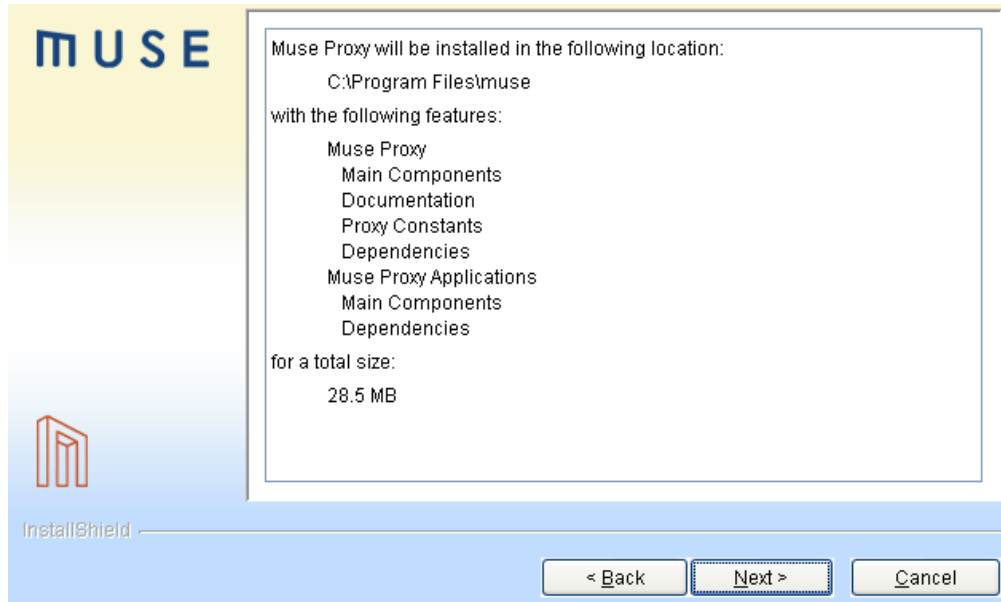 MUSE
Muse Proxy will be installed in the following location:
C:\Program Files\muse
with the following features:
Muse Proxy
Main Components
Documentation
Proxy Constants
Dependencies
Muse Proxy Applications
Main Components
Dependencies
for a total size:
28.5 MB
InstallShield
< Back
Next >
Cancel